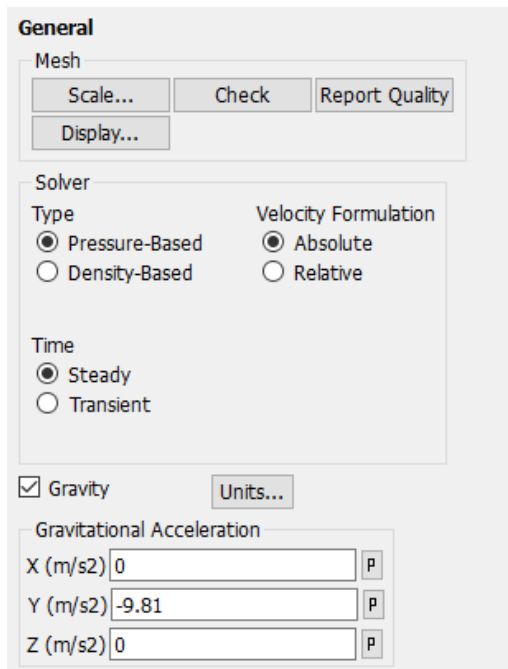 General
Mesh
Scale... Check Report Quality
Display...
Solver
Type Velocity Formulation
Pressure-Based Absolute
Density-Based Relative
Time
Steady
Transient
Gravity Units...
Gravitational Acceleration
X (m/s2) 0 P
Y (m/s2) -9.81 P
Z (m/s2) 0 P